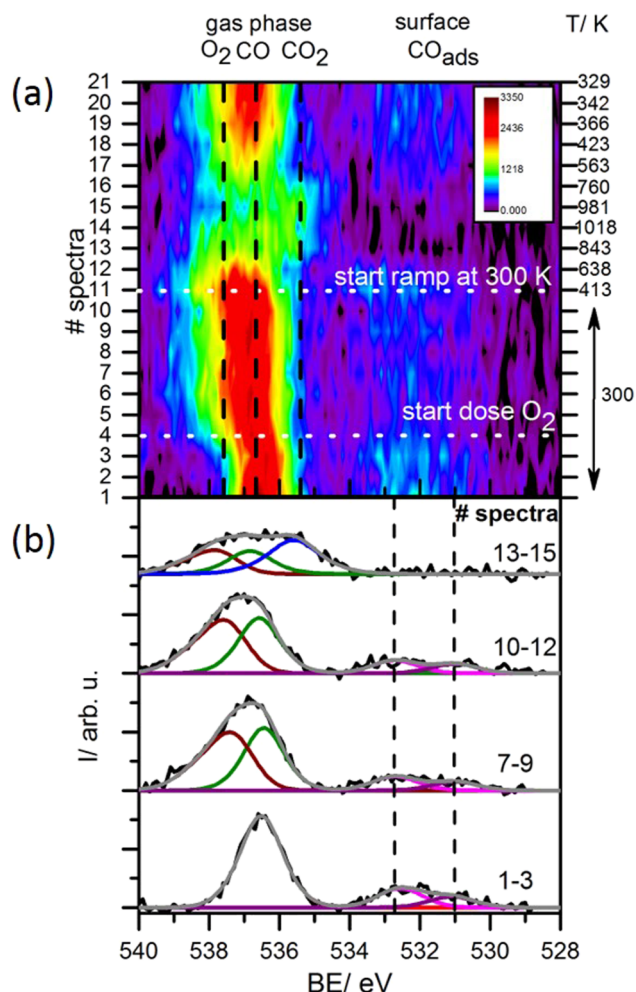 gas phase surface T/ K
O2 CO CO2 COads
(a)
21 329
20 342
19 366
18 423
17 563
16 760
15 981
14 1018
13 843
12 638
11 413
10
9
8
7
6
5
4
3
2
1
# spectra
3350
2436
1218
0.000
start ramp at 300 K
300
start dose O2
(b)
# spectra
13-15
10-12
7-9
1-3
I/ arb. u.
540 538 536 534 532 530 528
BE/ eV